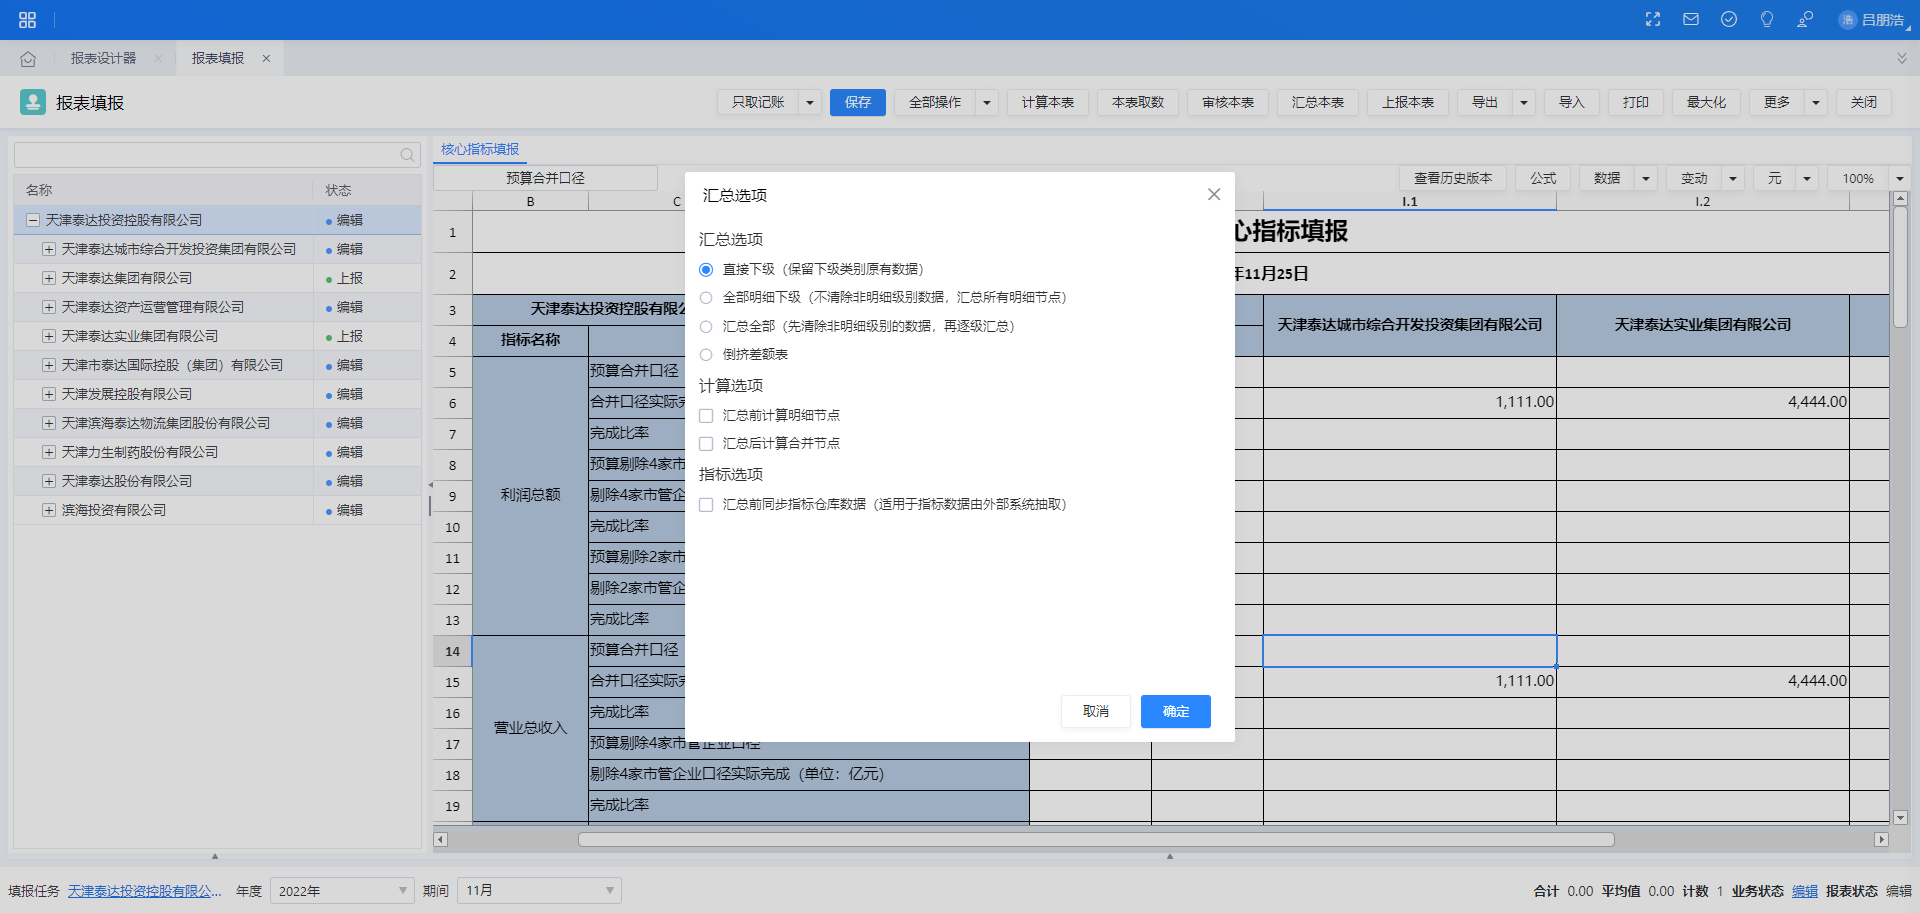 浩 吕朋浩
报表设计器 报表填报
报表填报 只取记账 保存 全部操作 计算本表 本表取数 审核本表 汇总本表 上报本表 导出 导入 打印 最大化 更多 关闭
名称 状态
天津泰达投资控股有限公司 编辑
天津泰达城市综合开发投资集团有限公司 编辑
天津泰达集团有限公司 上报
天津泰达资产运营管理有限公司 编辑
天津泰达实业集团有限公司 上报
天津市泰达国际控股（集团）有限公司 编辑
天津发展控股有限公司 编辑
天津滨海泰达物流集团股份有限公司 编辑
天津力生制药股份有限公司 编辑
天津泰达股份有限公司 编辑
滨海投资有限公司 编辑
核心指标填报
预算合并口径 查看历史版本 公式 数据 变动 元 100%
B C I.1 I.2
1 心指标填报
2 年11月25日
3 天津泰达投资控股有限公 天津泰达城市综合开发投资集团有限公司 天津泰达实业集团有限公司
4 指标名称
5 预算合并口径
6 合并口径实际完 1,111.00 4,444.00
7 完成比率
8 预算剔除4家市
9 利润总额 剔除4家市管企
10 完成比率
11 预算剔除2家市
12 剔除2家市管企
13 完成比率
14 预算合并口径
15 合并口径实际完 1,111.00 4,444.00
16 营业总收入 完成比率
17 预算剔除4家市管企业口径
18 剔除4家市管企业口径实际完成（单位：亿元）
19 完成比率
汇总选项
汇总选项
直接下级（保留下级类别原有数据）
全部明细下级（不清除非明细级别数据，汇总所有明细节点）
汇总全部（先清除非明细级别的数据，再逐级汇总）
倒挤差额表
计算选项
汇总前计算明细节点
汇总后计算合并节点
指标选项
汇总前同步指标仓库数据（适用于指标数据由外部系统抽取）
取消 确定
填报任务 天津泰达投资控股有限公... 年度 2022年 期间 11月 合计 0.00 平均值 0.00 计数 1 业务状态 编辑 报表状态 编辑